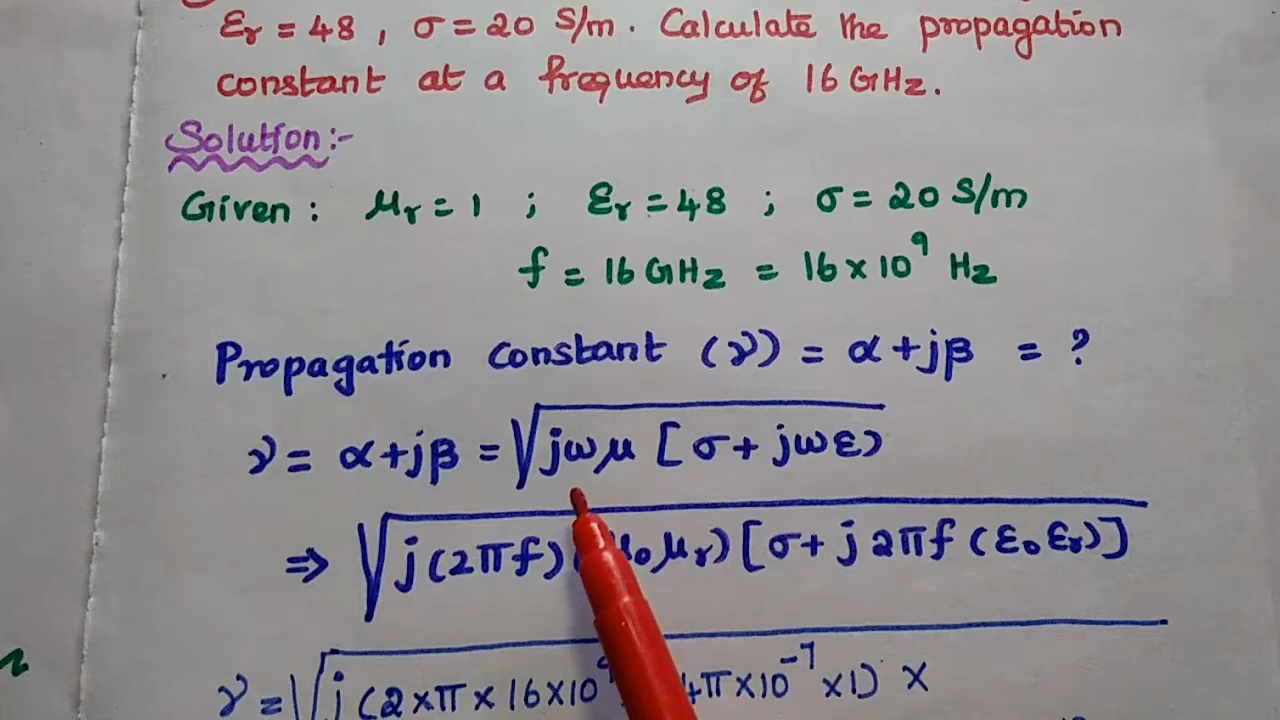 εr = 48 , σ = 20 S/m. Calculate the propagation
constant at a frequency of 16 GHz.
Solution:-
Given : μr = 1 ; εr = 48 ; σ = 20 S/m
f = 16 GHz = 16 × 10⁹ Hz
Propagation constant (γ) = α + jβ = ?
γ = α + jβ = √jωμ [σ + jωε)
⇒ √j(2πf) μ₀μr) [σ + j 2πf (ε₀εr)]
γ = √j (2×π×16×10⁹ 4π×10⁻⁷ ×1) ×